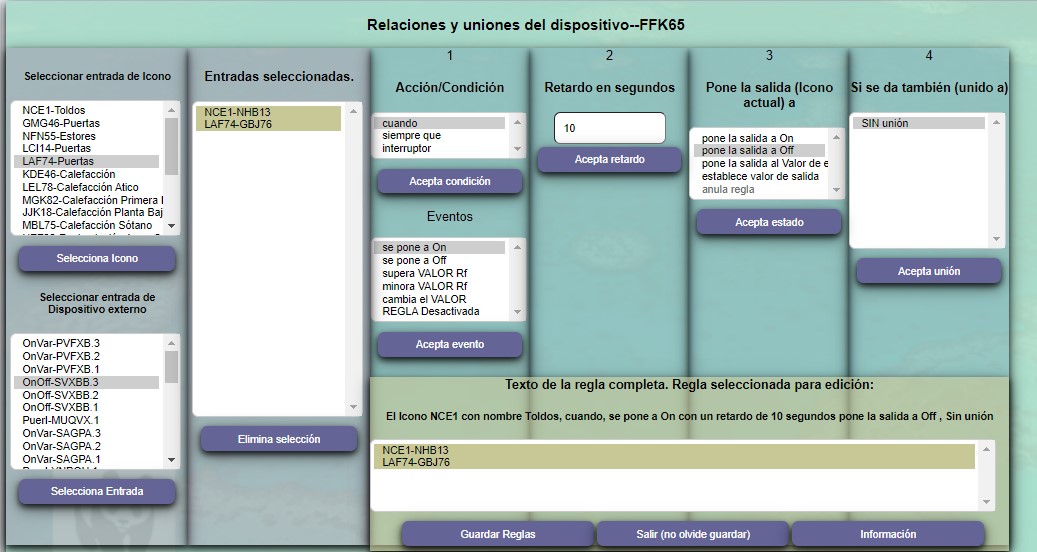 Relaciones y uniones del dispositivo--FFK65
Seleccionar entrada de Icono
NCE1-Toldos
GMG46-Puertas
NFN55-Estores
LCI14-Puertas
LAF74-Puertas
KDE46-Calefacción
LEL78-Calefacción Atico
MGK82-Calefacción Primera
JJK18-Calefacción Planta Baj
MBL75-Calefacción Sótano
Selecciona Icono
Seleccionar entrada de
Dispositivo externo
OnVar-PVFXB.3
OnVar-PVFXB.2
OnVar-PVFXB.1
OnOff-SVXBB.3
OnOff-SVXBB.2
OnOff-SVXBB.1
Puerl-MUQVX.1
OnVar-SAGPA.3
OnVar-SAGPA.2
OnVar-SAGPA.1
Selecciona Entrada
Entradas seleccionadas.
NCE1-NHB13
LAF74-GBJ76
Elimina selección
1
Acción/Condición
cuando
siempre que
interruptor
Acepta condición
Eventos
se pone a On
se pone a Off
supera VALOR Rf
minora VALOR Rf
cambia el VALOR
REGLA Desactivada
Acepta evento
2
Retardo en segundos
10
Acepta retardo
3
Pone la salida (Icono
actual) a
pone la salida a On
pone la salida a Off
pone la salida al Valor de e
establece valor de salida
anula regla
Acepta estado
4
Si se da también (unido a)
SIN unión
Acepta unión
Texto de la regla completa. Regla seleccionada para edición:
El Icono NCE1 con nombre Toldos, cuando, se pone a On con un retardo de 10 segundos pone la salida a Off , Sin unión
NCE1-NHB13
LAF74-GBJ76
Guardar Reglas
Salir (no olvide guardar)
Información